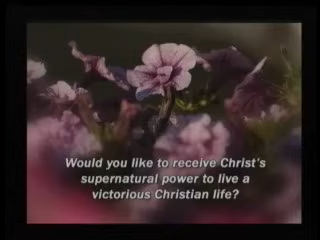 Would you like to receive Christ's
supernatural power to live a
victorious Christian life?